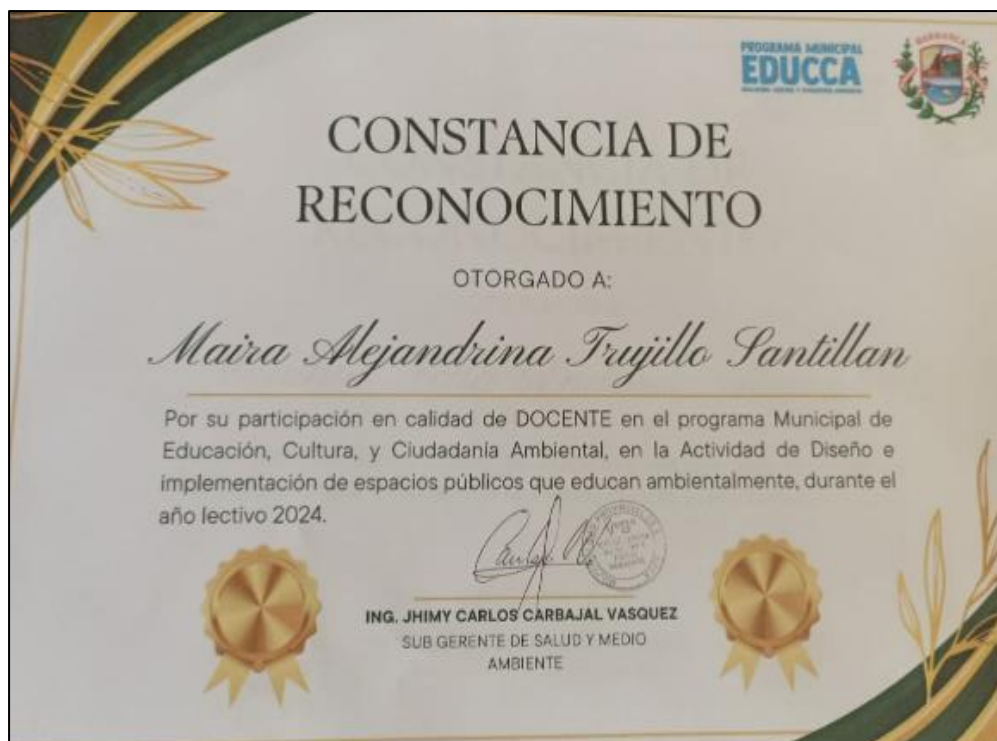 PROGRAMA MUNICIPAL
EDUCCA
BARRANCA
CONSTANCIA DE
RECONOCIMIENTO
OTORGADO A:
Maira Alejandrina Trujillo Santillan
Por su participación en calidad de DOCENTE en el programa Municipal de
Educación, Cultura, y Ciudadanía Ambiental, en la Actividad de Diseño e
implementación de espacios públicos que educan ambientalmente, durante el
año lectivo 2024.
ING. JHIMY CARLOS CARBAJAL VASQUEZ
SUB GERENTE DE SALUD Y MEDIO
AMBIENTE